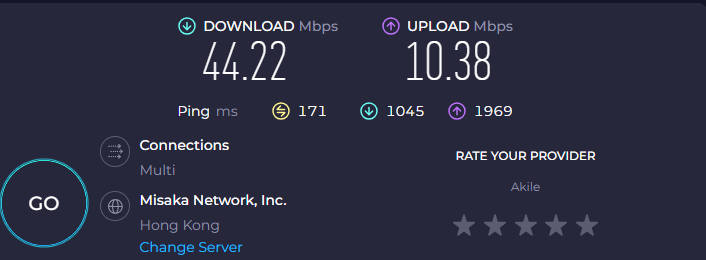 DOWNLOAD Mbps UPLOAD Mbps
44.22 10.38
Ping ms 171 1045 1969
Connections
Multi
RATE YOUR PROVIDER
Akile
GO
Misaka Network, Inc.
Hong Kong
Change Server